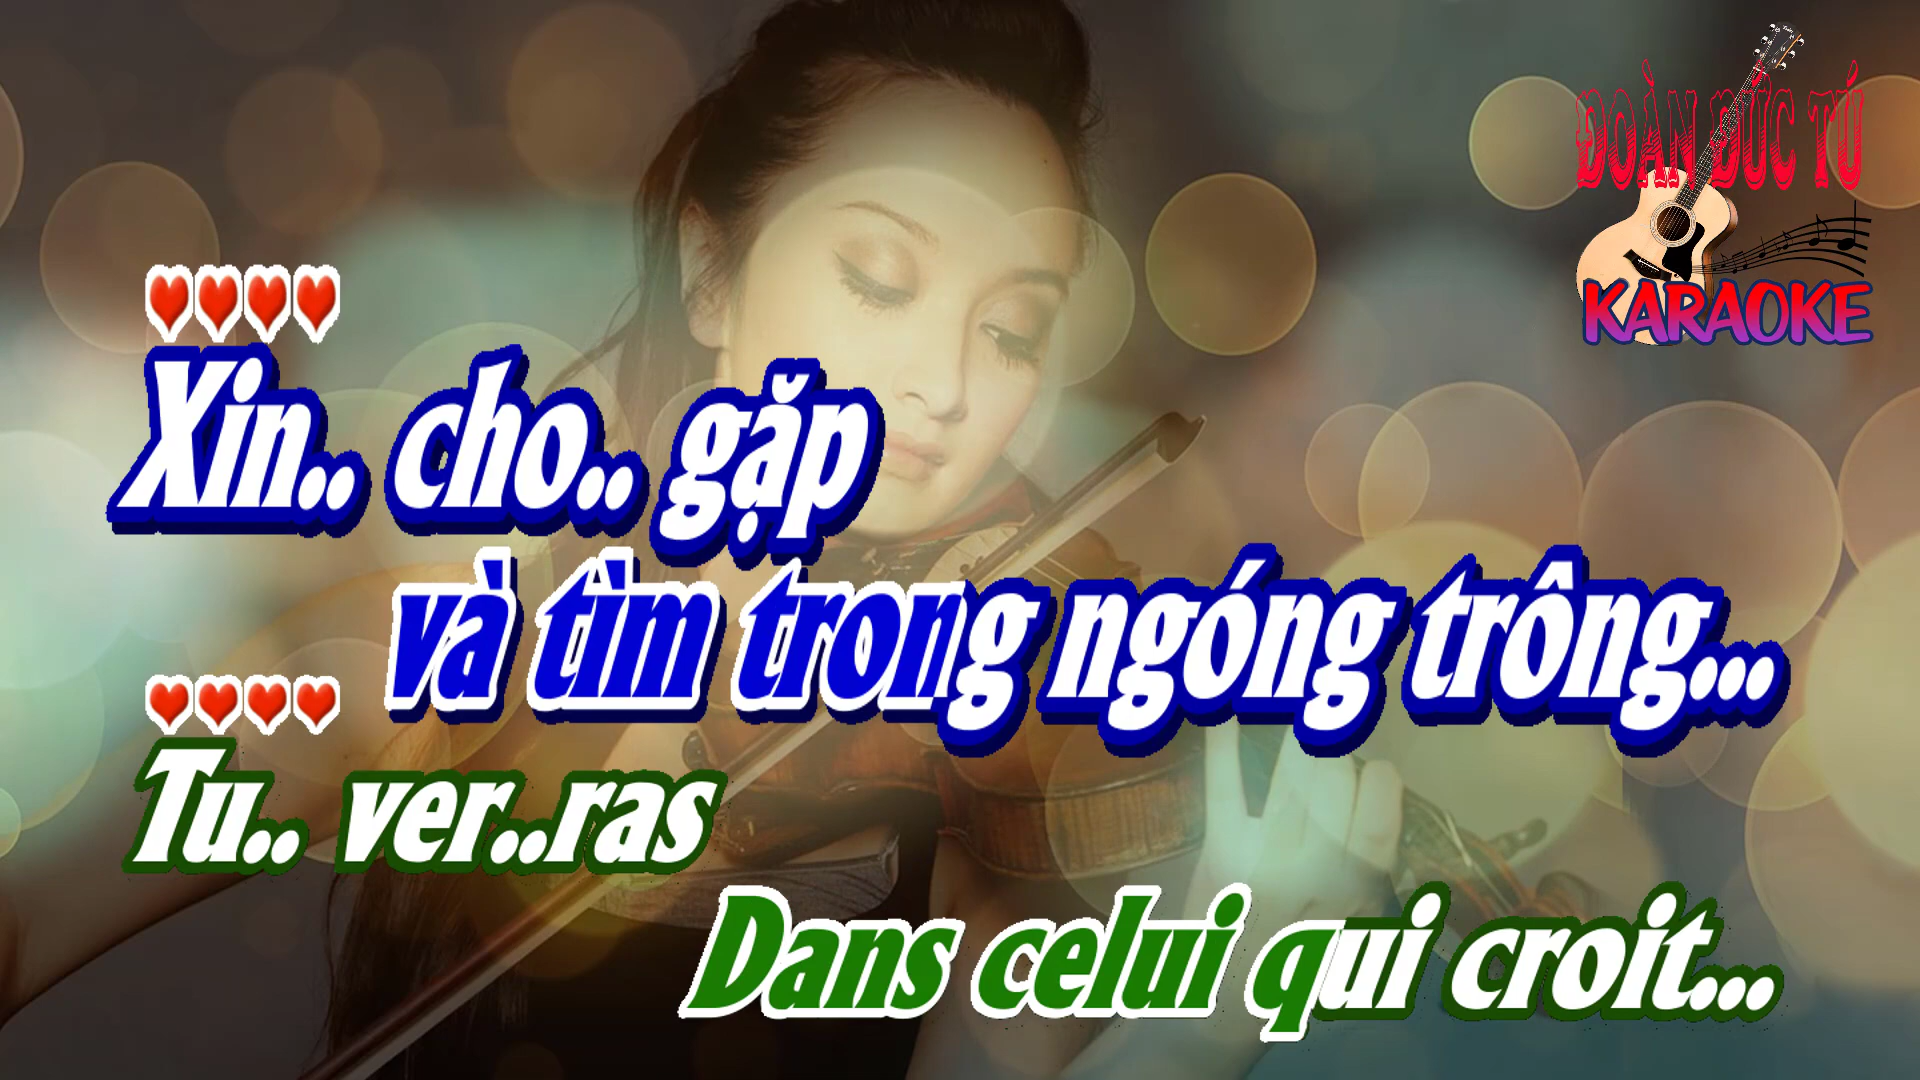 ĐOÀN ĐỨC TÚ
KARAOKE
Xin.. cho.. gặp
và tìm trong ngóng trông...
Tu.. ver..ras
Dans celui qui croit...